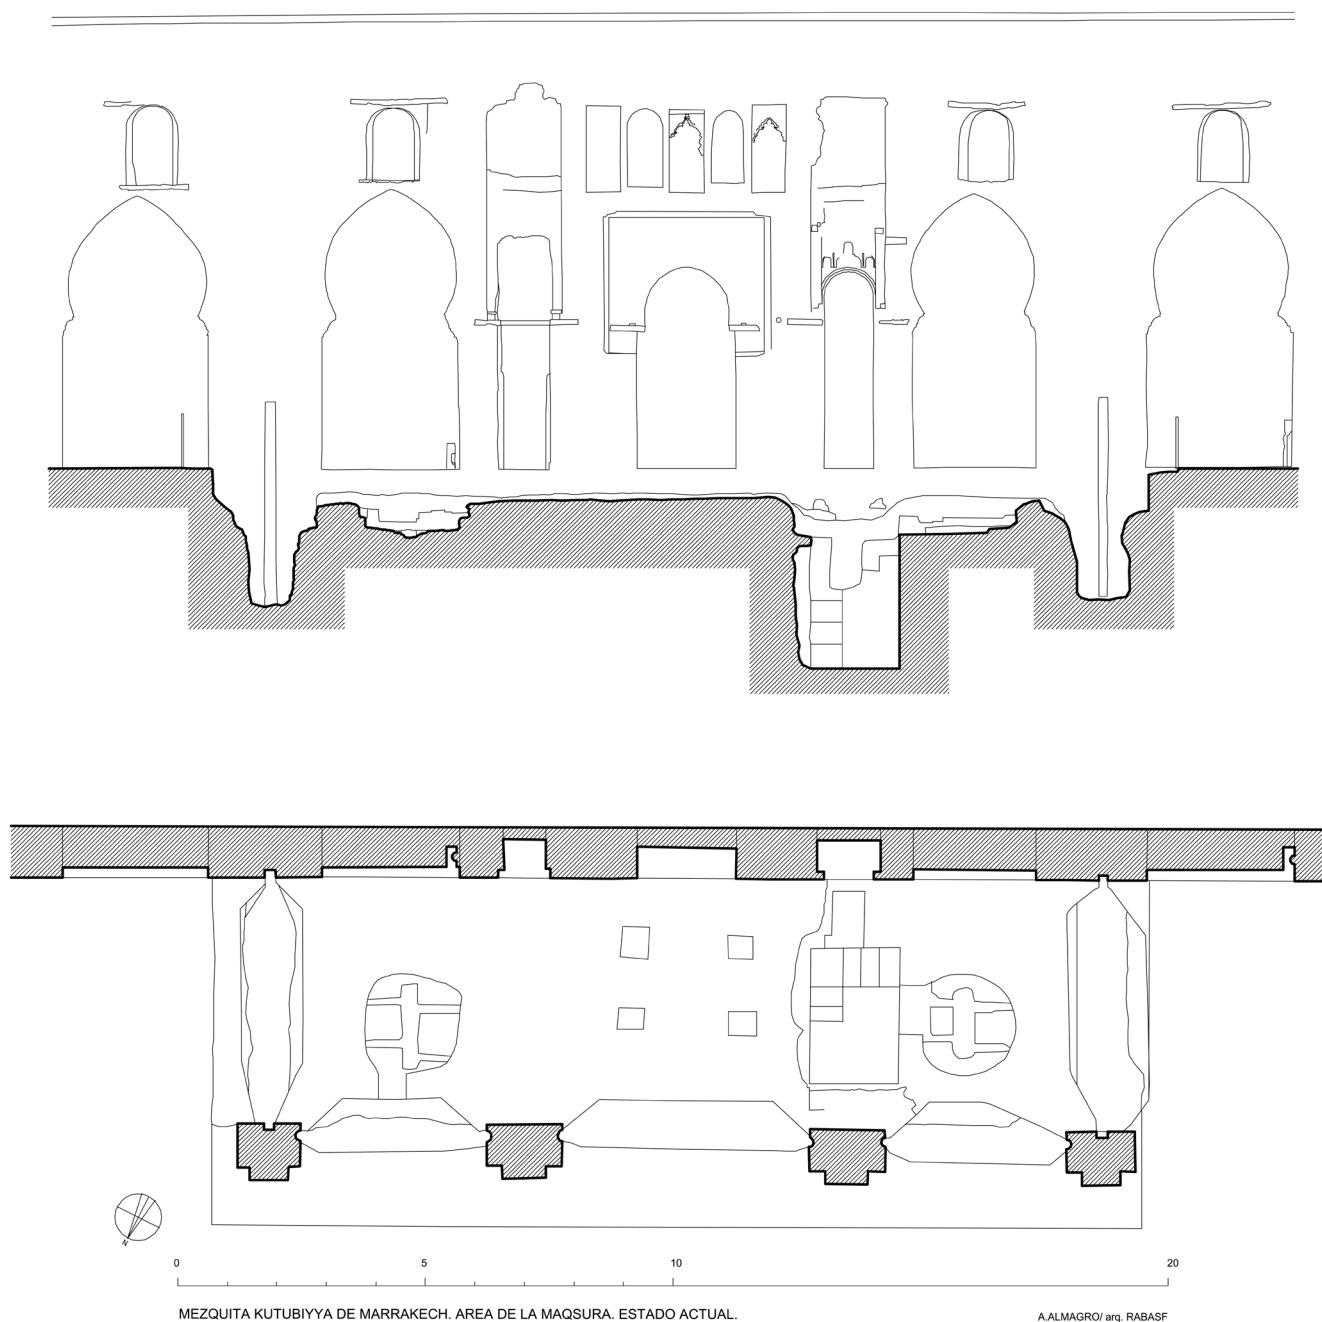 N
0 5 10 20
MEZQUITA KUTUBIYYA DE MARRAKECH. AREA DE LA MAQSURA. ESTADO ACTUAL.
A.ALMAGRO/ arq. RABASF